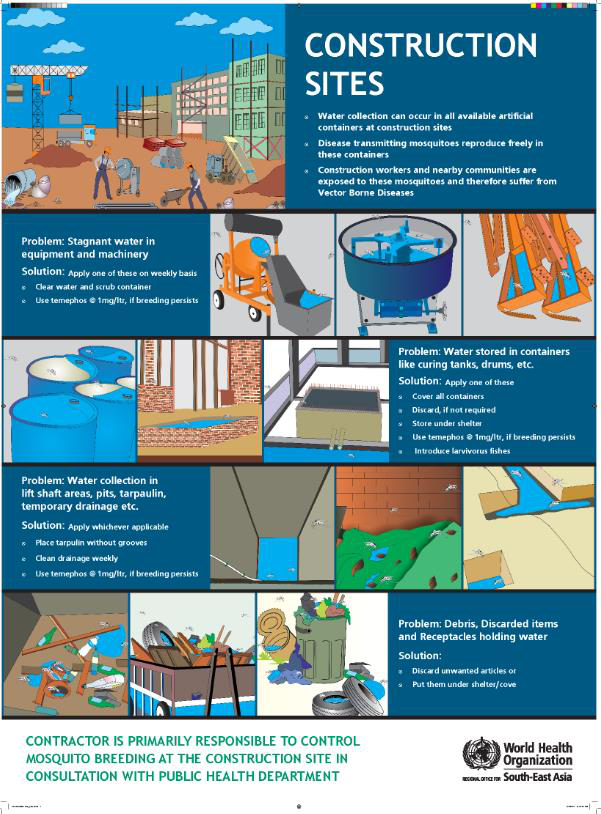 CONSTRUCTION
SITES
Water collection can occur in all available artificial
containers at construction sites
Disease transmitting mosquitoes reproduce freely in
these containers
Construction workers and nearby communities are
exposed to these mosquitoes and therefore suffer from
Vector Borne Diseases
Problem: Stagnant water in
equipment and machinery
Solution: Apply one of these on weekly basis
Clear water and scrub container
Use temephos @ 1mg/ltr, if breeding persists
Problem: Water stored in containers
like curing tanks, drums, etc.
Solution: Apply one of these
Cover all containers
Discard, if not required
Store under shelter
Use temephos @ 1mg/ltr, if breeding persists
Introduce larvivorus fishes
Problem: Water collection in
lift shaft areas, pits, tarpaulin,
temporary drainage etc.
Solution: Apply whichever applicable
Place tarpulin without grooves
Clean drainage weekly
Use temephos @ 1mg/ltr, if breeding persists
Problem: Debris, Discarded items
and Receptacles holding water
Solution:
Discard unwanted articles or
Put them under shelter/cove
CONTRACTOR IS PRIMARILY RESPONSIBLE TO CONTROL
MOSQUITO BREEDING AT THE CONSTRUCTION SITE IN
CONSULTATION WITH PUBLIC HEALTH DEPARTMENT
World Health
Organization
REGIONAL OFFICE FOR South-East Asia